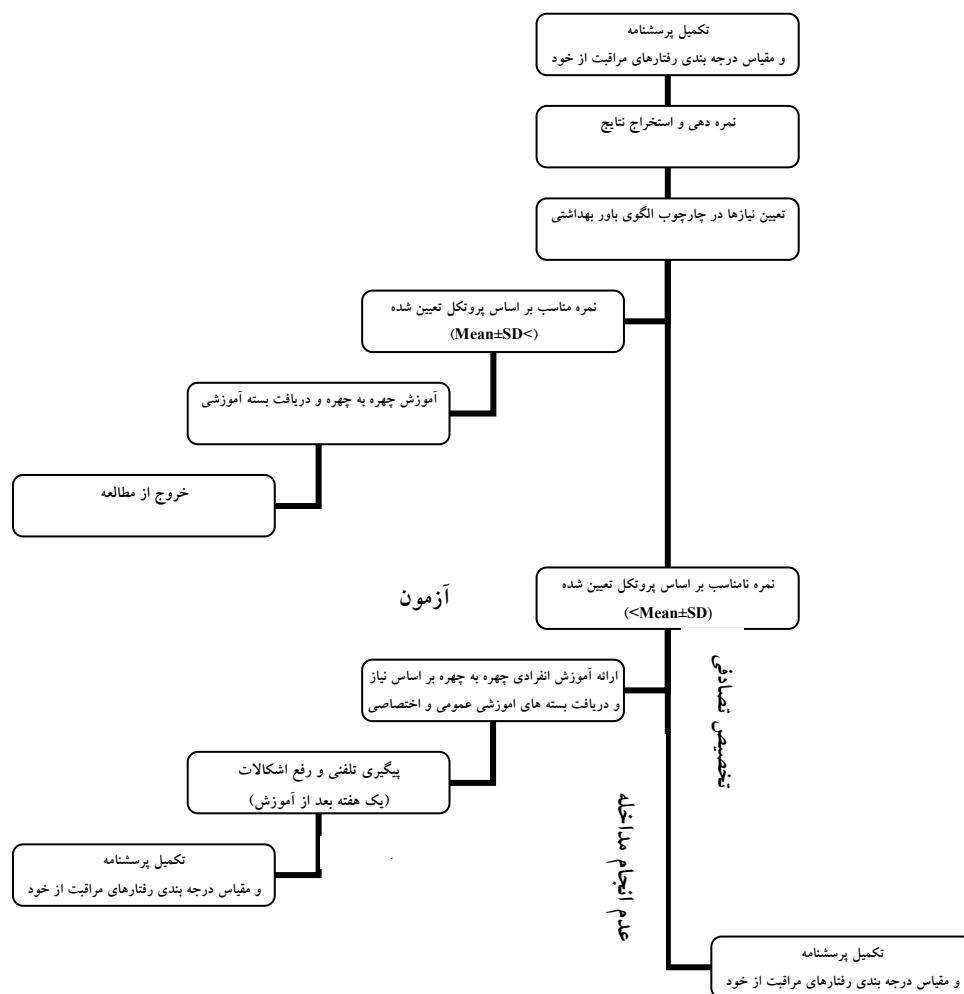 تکمیل پرسشنامه
و مقیاس درجه بندی رفتارهای مراقبت از خود
نمره دهی و استخراج نتایج
تعیین نیازها در چارچوب الگوی باور بهداشتی
نمره مناسب بر اساس پروتکل تعیین شده
(Mean±SD<)
آموزش چهره به چهره و دریافت بسته آموزشی
خروج از مطالعه
آزمون
نمره نامناسب بر اساس پروتکل تعیین شده
(<Mean±SD)
تخصیص تصادفی
ارائه آموزش انفرادی چهره به چهره بر اساس نیاز
و دریافت بسته های اموزشی عمومی و اختصاصی
پیگیری تلفنی و رفع اشکالات
(یک هفته بعد از آموزش)
عدم انجام مداخله
تکمیل پرسشنامه
و مقیاس درجه بندی رفتارهای مراقبت از خود
تکمیل پرسشنامه
و مقیاس درجه بندی رفتارهای مراقبت از خود